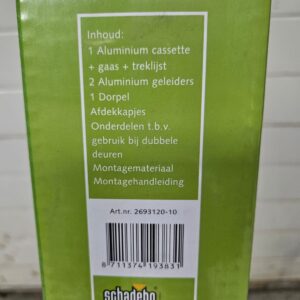 Inhoud:
1 Aluminium cassette
+ gaas + treklijst
2 Aluminium geleiders
1 Dorpel
Afdekkapjes
Onderdelen t.b.v.
gebruik bij dubbele
deuren
Montagemateriaal
Montagehandleiding
Art.nr. 2693120-10
8 711374 193831
schadebo